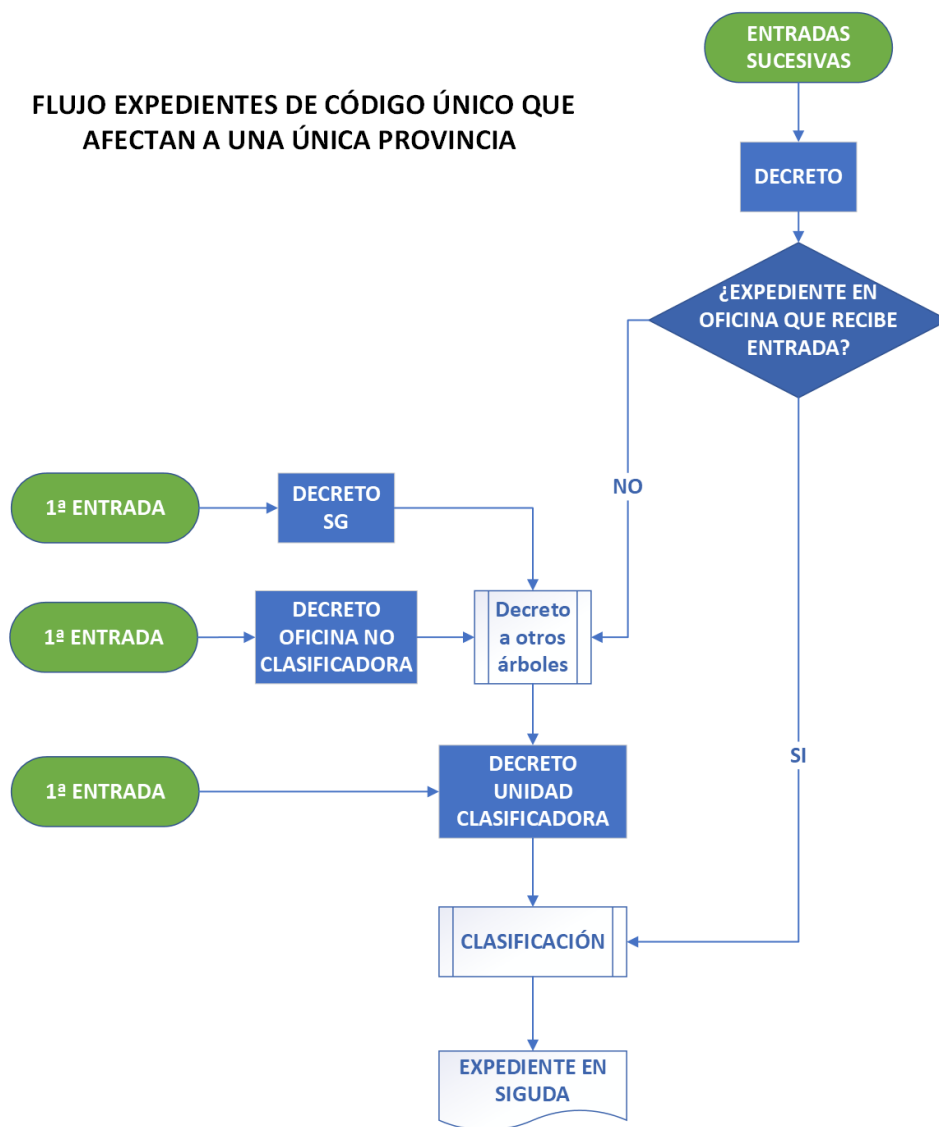 ENTRADAS
SUCESIVAS
FLUJO EXPEDIENTES DE CÓDIGO ÚNICO QUE
AFECTAN A UNA ÚNICA PROVINCIA
DECRETO
¿EXPEDIENTE EN
OFICINA QUE RECIBE
ENTRADA?
NO
1ª ENTRADA
DECRETO
SG
1ª ENTRADA
DECRETO
OFICINA NO
CLASIFICADORA
Decreto
a otros
árboles
1ª ENTRADA
DECRETO
UNIDAD
CLASIFICADORA
SI
CLASIFICACIÓN
EXPEDIENTE EN
SIGUDA